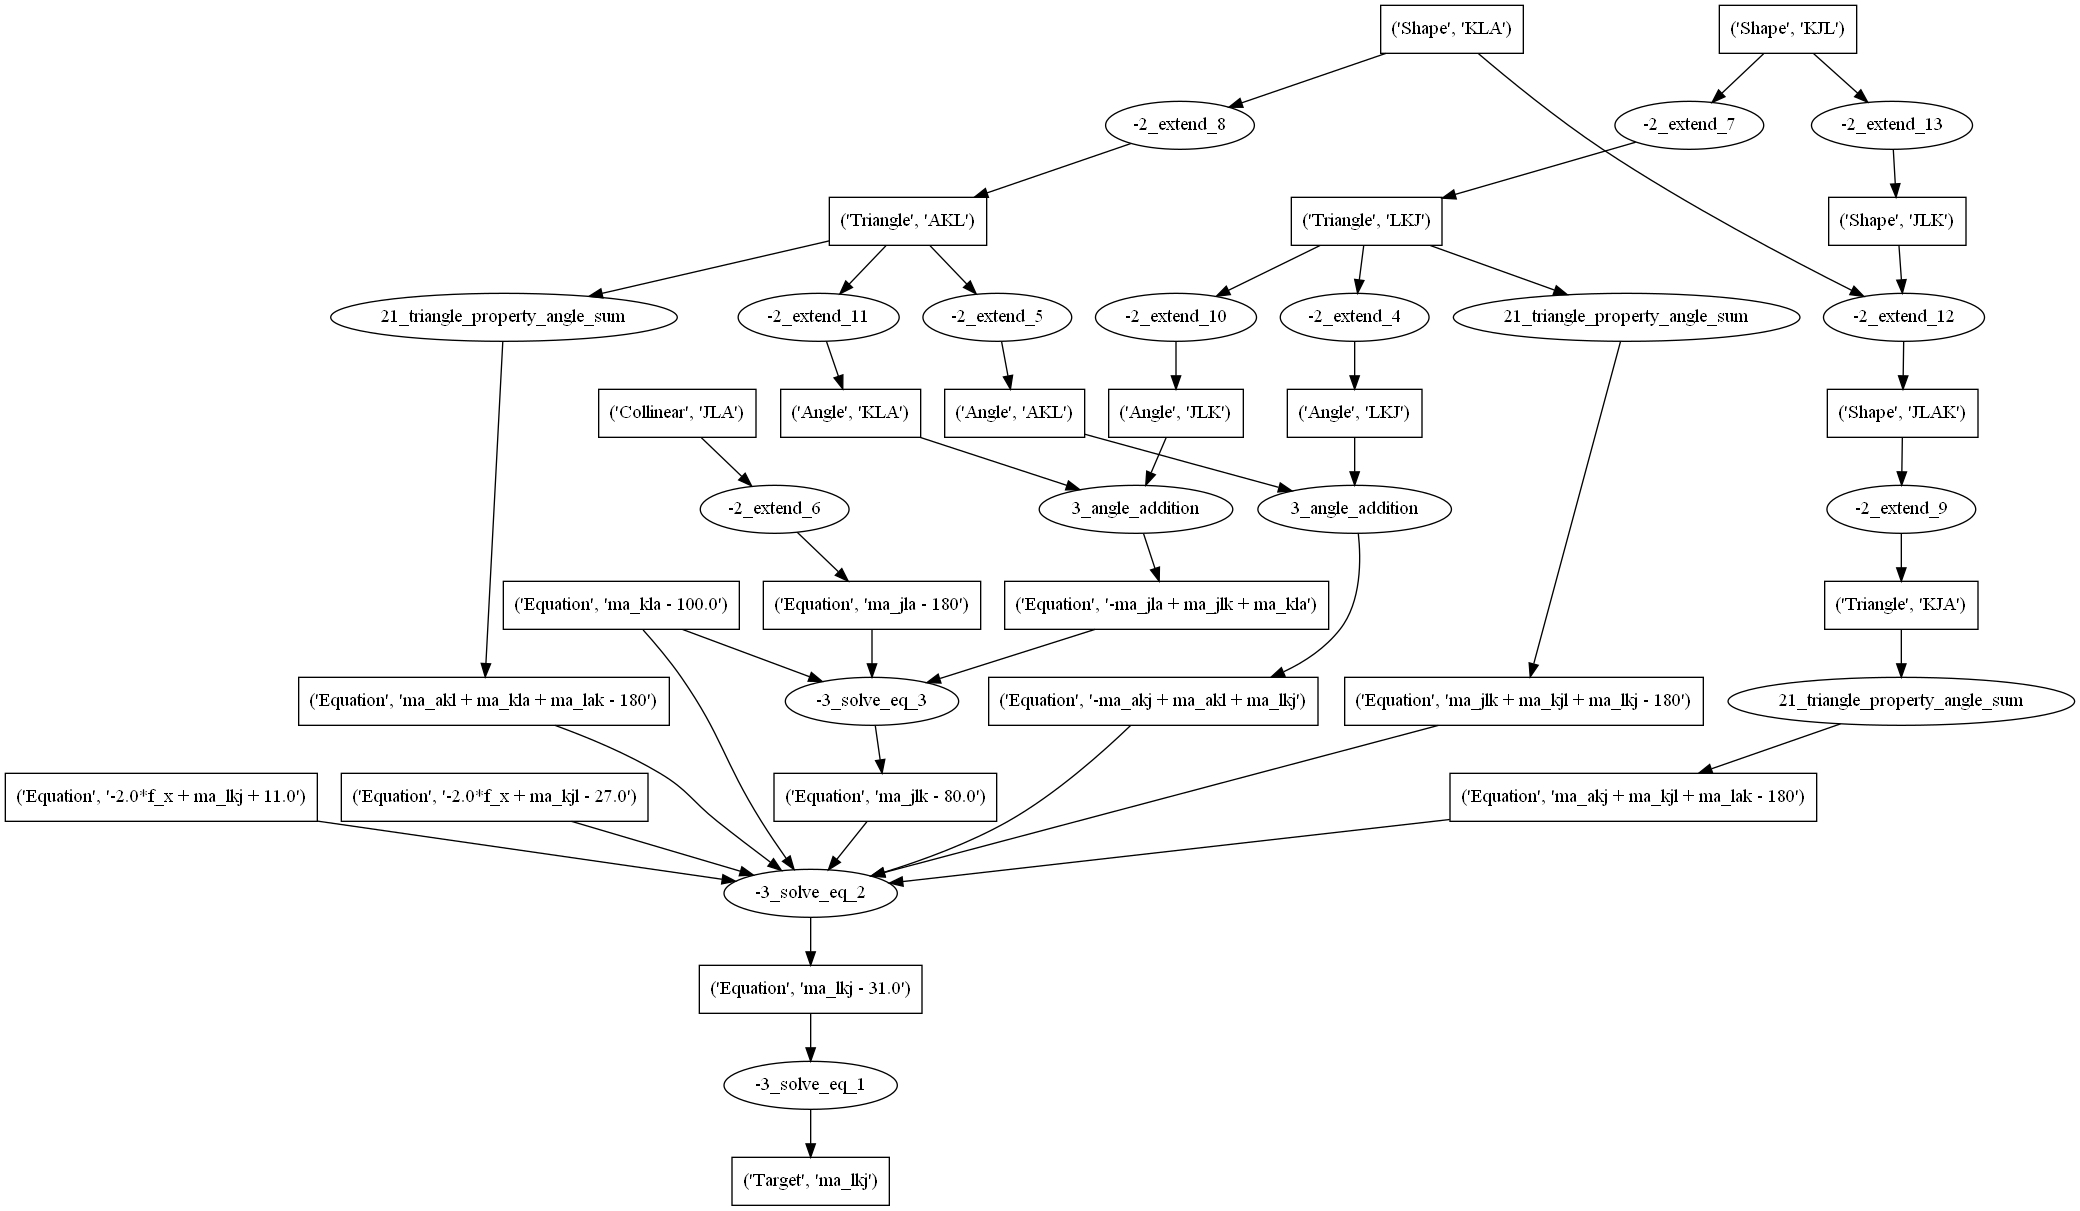 ('Shape', 'KLA')
('Shape', 'KJL')
-2_extend_8
-2_extend_7
-2_extend_13
('Triangle', 'AKL')
('Triangle', 'LKJ')
('Shape', 'JLK')
21_triangle_property_angle_sum
-2_extend_11
-2_extend_5
-2_extend_10
-2_extend_4
21_triangle_property_angle_sum
-2_extend_12
('Collinear', 'JLA')
('Angle', 'KLA')
('Angle', 'AKL')
('Angle', 'JLK')
('Angle', 'LKJ')
('Shape', 'JLAK')
-2_extend_6
3_angle_addition
3_angle_addition
-2_extend_9
('Equation', 'ma_kla - 100.0')
('Equation', 'ma_jla - 180')
('Equation', '-ma_jla + ma_jlk + ma_kla')
('Triangle', 'KJA')
('Equation', 'ma_akl + ma_kla + ma_lak - 180')
-3_solve_eq_3
('Equation', '-ma_akj + ma_akl + ma_lkj')
('Equation', 'ma_jlk + ma_kjl + ma_lkj - 180')
21_triangle_property_angle_sum
('Equation', '-2.0*f_x + ma_lkj + 11.0')
('Equation', '-2.0*f_x + ma_kjl - 27.0')
('Equation', 'ma_jlk - 80.0')
('Equation', 'ma_akj + ma_kjl + ma_lak - 180')
-3_solve_eq_2
('Equation', 'ma_lkj - 31.0')
-3_solve_eq_1
('Target', 'ma_lkj')